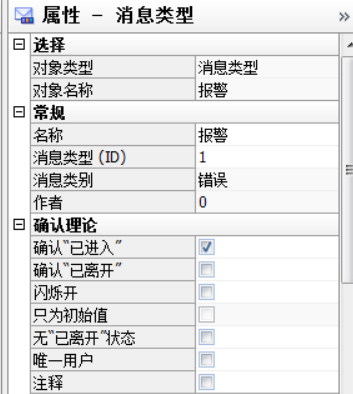 属性 - 消息类型
选择
对象类型 消息类型
对象名称 报警
常规
名称 报警
消息类型(ID) 1
消息类别 错误
作者 0
确认理论
确认"已进入"
确认"已离开"
闪烁开
只为初始值
无"已离开"状态
唯一用户
注释